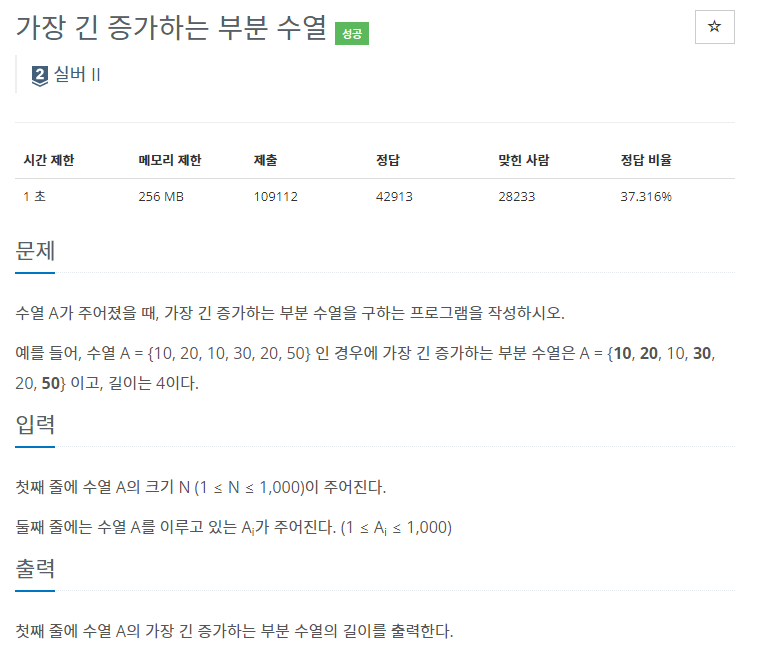 가장 긴 증가하는 부분 수열 성공
☆
2 실버 II
시간 제한 메모리 제한 제출 정답 맞힌 사람 정답 비율
1 초 256 MB 109112 42913 28233 37.316%
문제
수열 A가 주어졌을 때, 가장 긴 증가하는 부분 수열을 구하는 프로그램을 작성하시오.
예를 들어, 수열 A = {10, 20, 10, 30, 20, 50} 인 경우에 가장 긴 증가하는 부분 수열은 A = {10, 20, 10, 30,
20, 50} 이고, 길이는 4이다.
입력
첫째 줄에 수열 A의 크기 N (1 ≤ N ≤ 1,000)이 주어진다.
둘째 줄에는 수열 A를 이루고 있는 Ai가 주어진다. (1 ≤ Ai ≤ 1,000)
출력
첫째 줄에 수열 A의 가장 긴 증가하는 부분 수열의 길이를 출력한다.